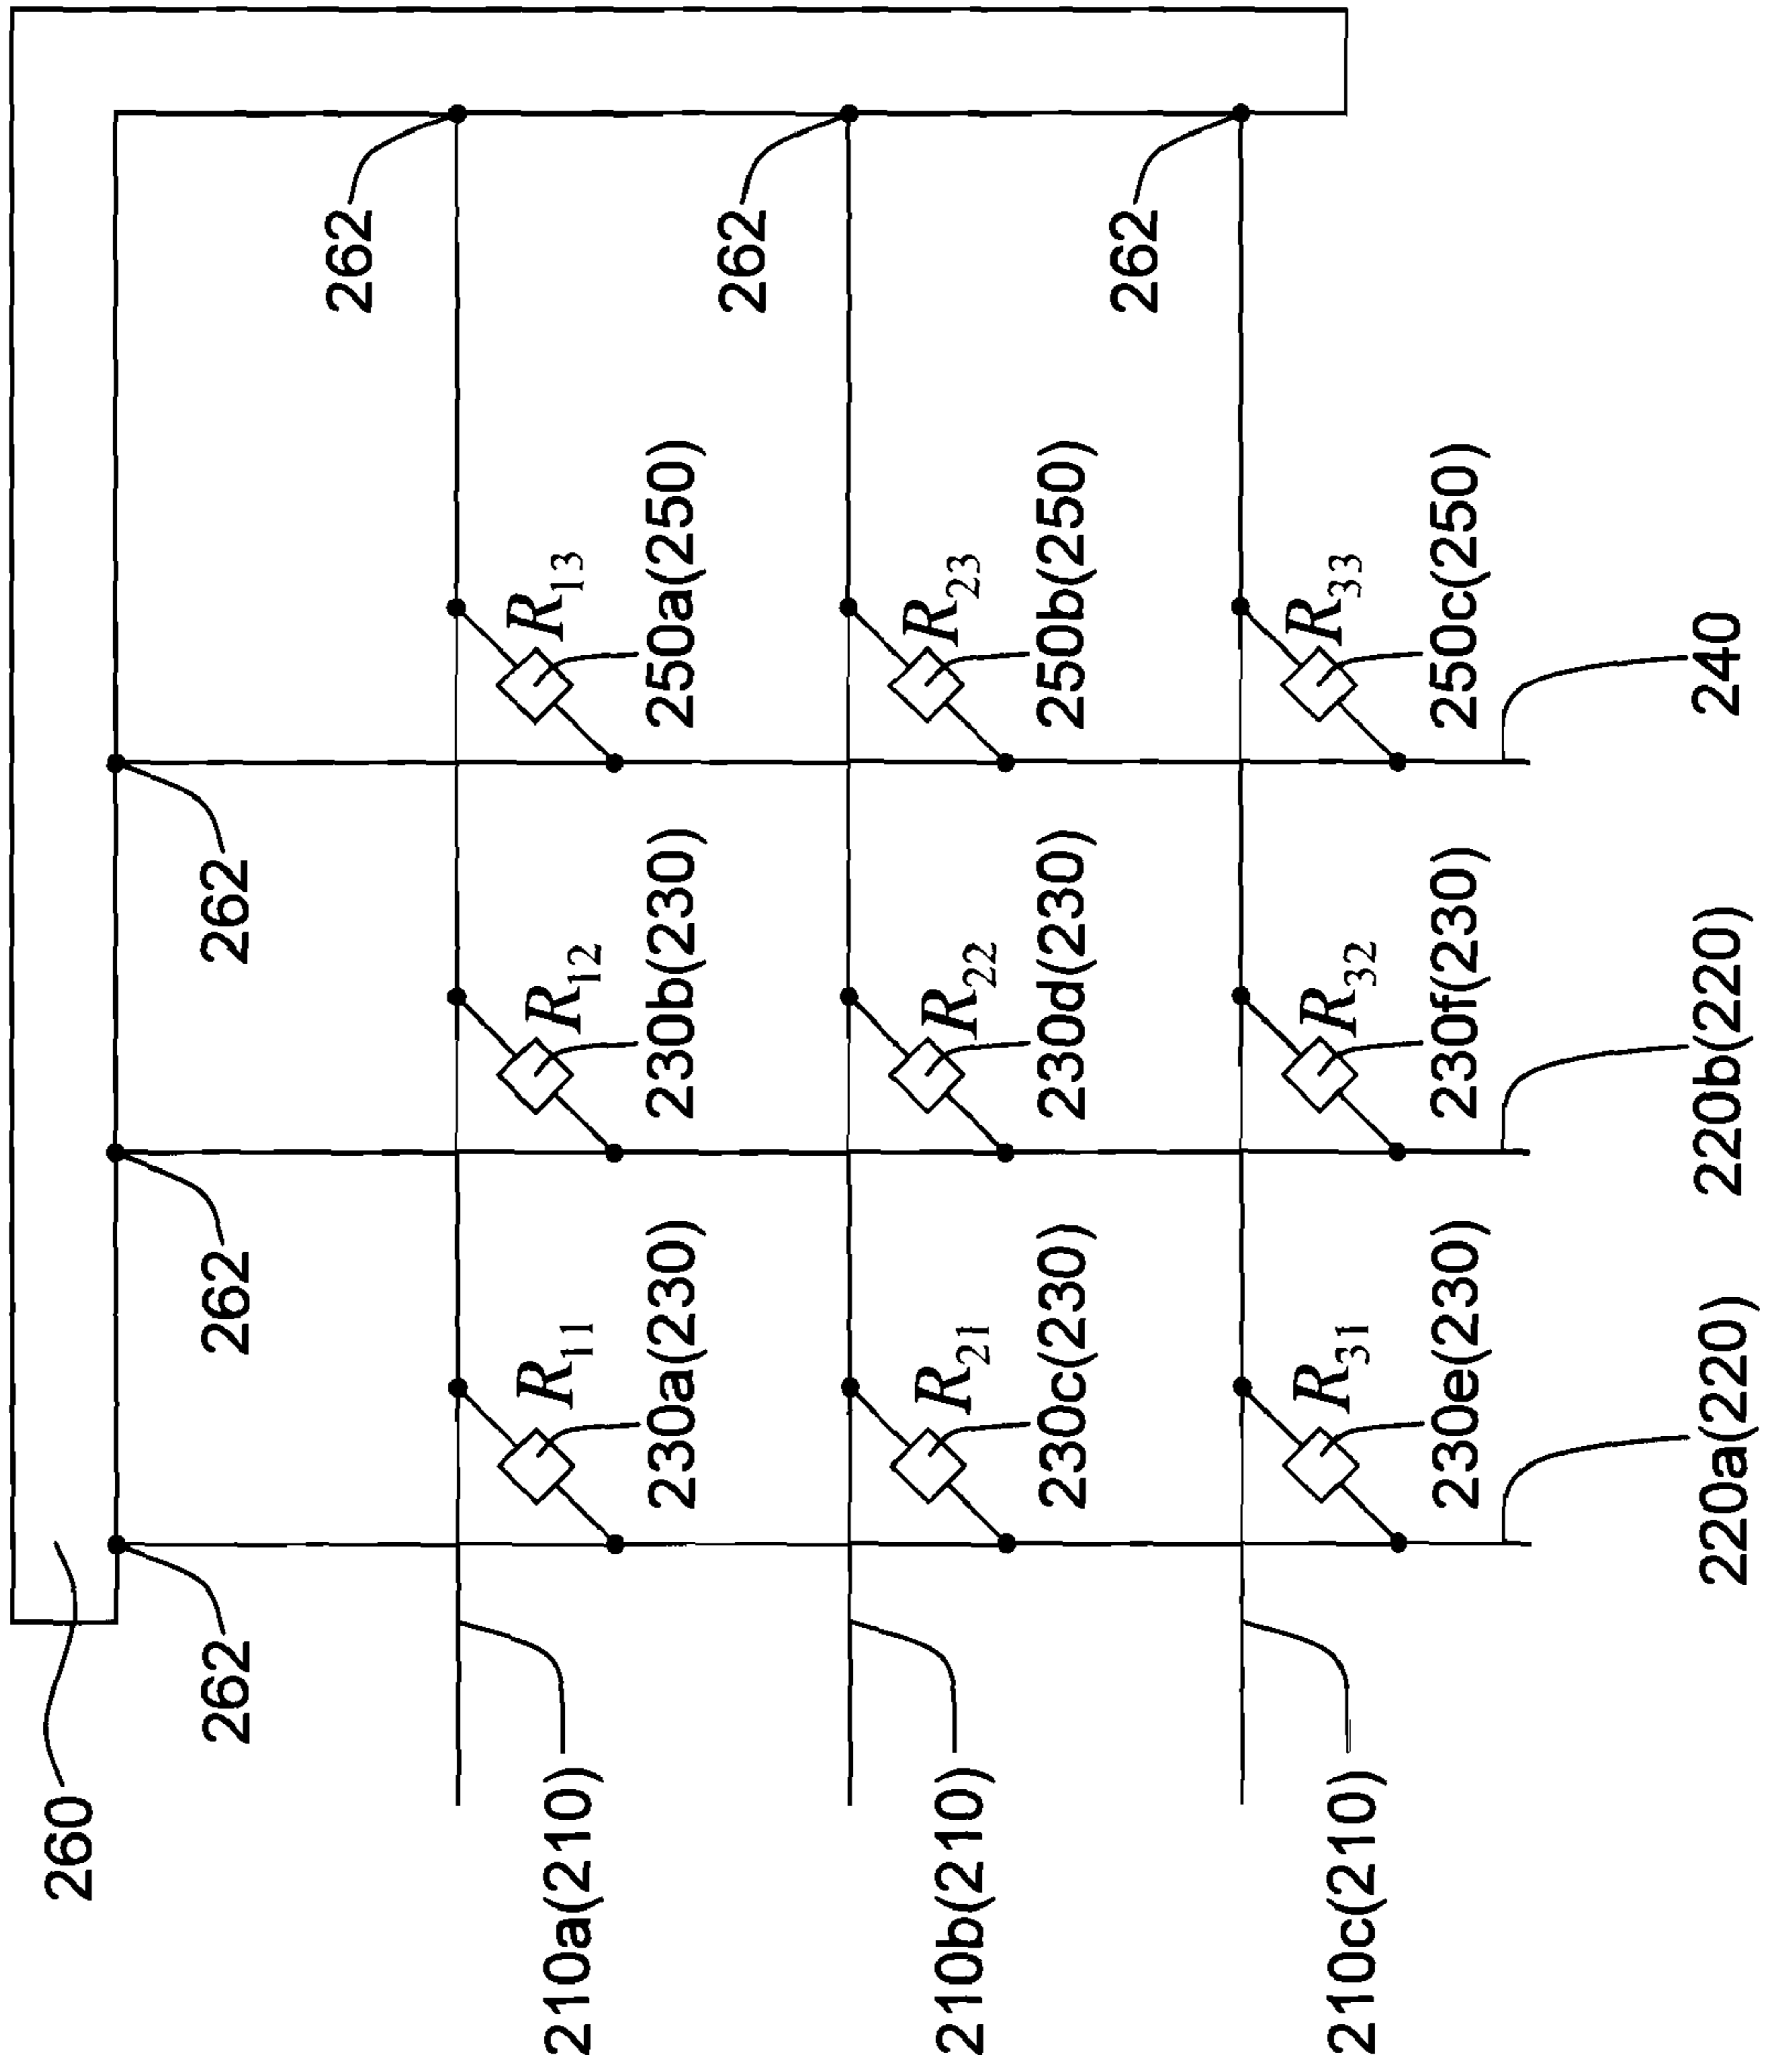 260
262
262
262
262
R11
R12
R13
210a(210)
230a(230)
230b(230)
250a(250)
262
R21
R22
R23
210b(210)
230c(230)
230d(230)
250b(250)
262
R31
R32
R33
210c(210)
230e(230)
230f(230)
250c(250)
220a(220)
220b(220)
240